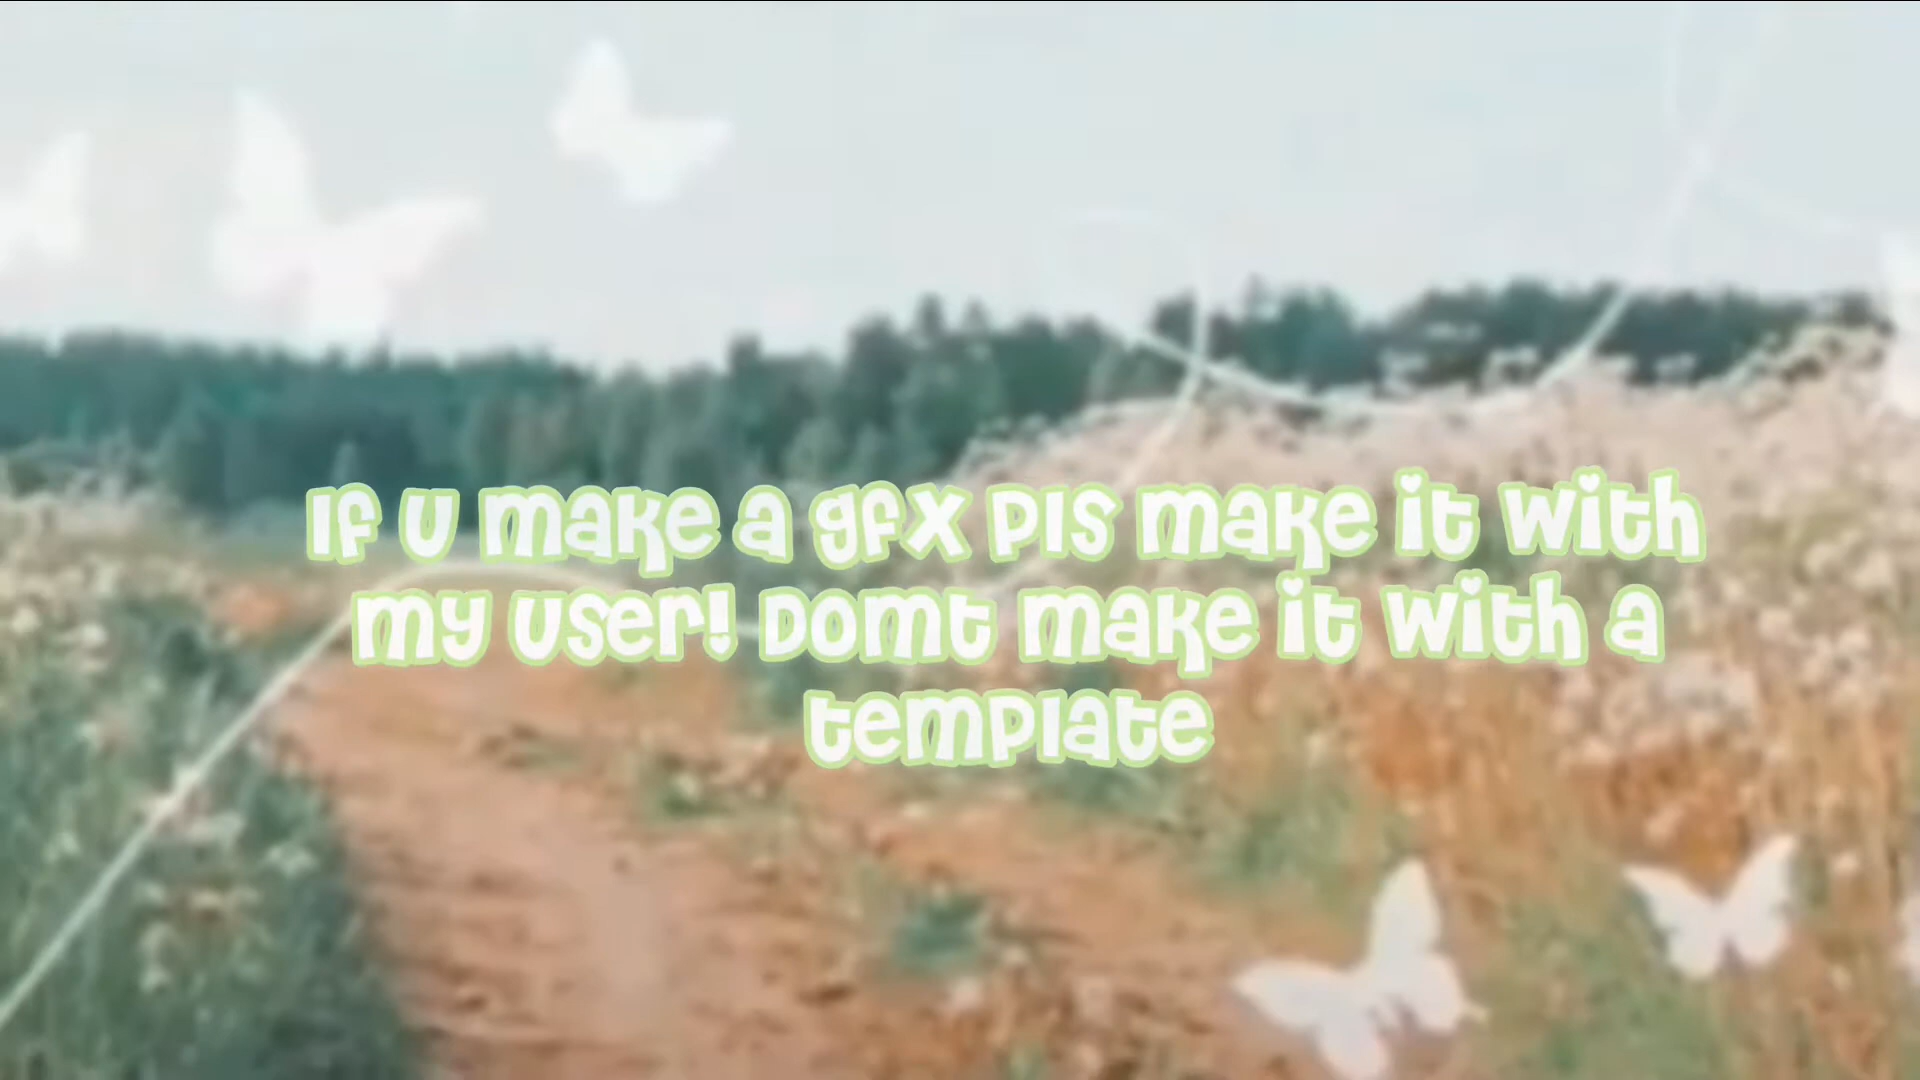 If u make a gfx pls make it with
my user! Domt make it with a
template